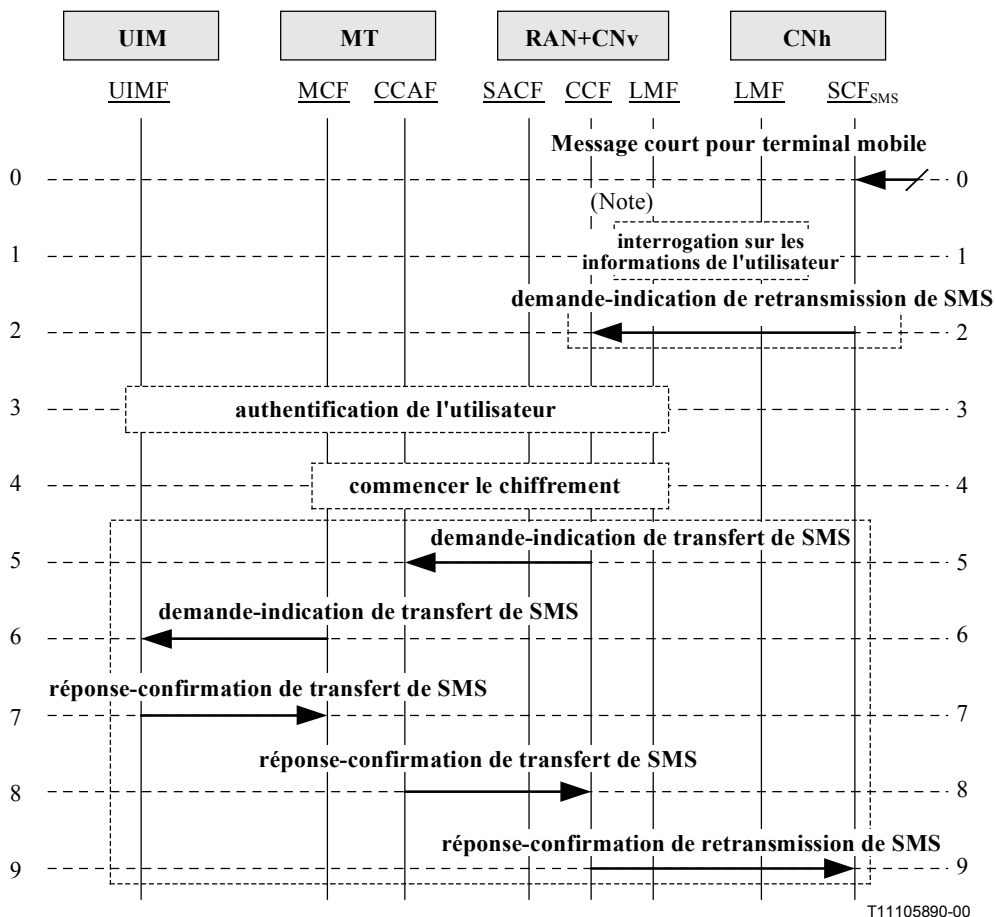 UIM MT RAN+CNv CNh
UIMF MCF CCAF SACF CCF LMF LMF SCF SMS
Message court pour terminal mobile
0 0
(Note)
interrogation sur les
1 1
informations de l'utilisateur
demande-indication de retransmission de SMS
2 2
3 authentification de l'utilisateur 3
4 commencer le chiffrement 4
demande-indication de transfert de SMS
5 5
demande-indication de transfert de SMS
6 6
réponse-confirmation de transfert de SMS
7 7
réponse-confirmation de transfert de SMS
8 8
réponse-confirmation de retransmission de SMS
9 9
T11105890-00